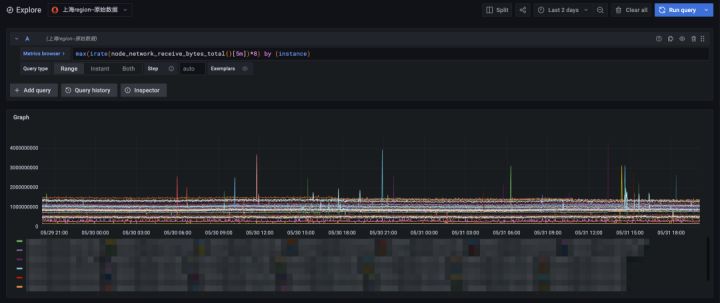 Explore
上海region-原始数据
Split
Last 2 days
Clear all
Run query
A
(上海region-原始数据)
Metrics browser >
max(irate(node_network_receive_bytes_total{}[5m])*8) by (instance)
Query type
Range
Instant
Both
Step
auto
Exemplars
+ Add query
Query history
Inspector
Graph
4000000000
3000000000
2000000000
1000000000
0
05/29 21:00
05/30 00:00
05/30 03:00
05/30 06:00
05/30 09:00
05/30 12:00
05/30 15:00
05/30 18:00
05/30 21:00
05/31 00:00
05/31 03:00
05/31 06:00
05/31 09:00
05/31 12:00
05/31 15:00
05/31 18:00